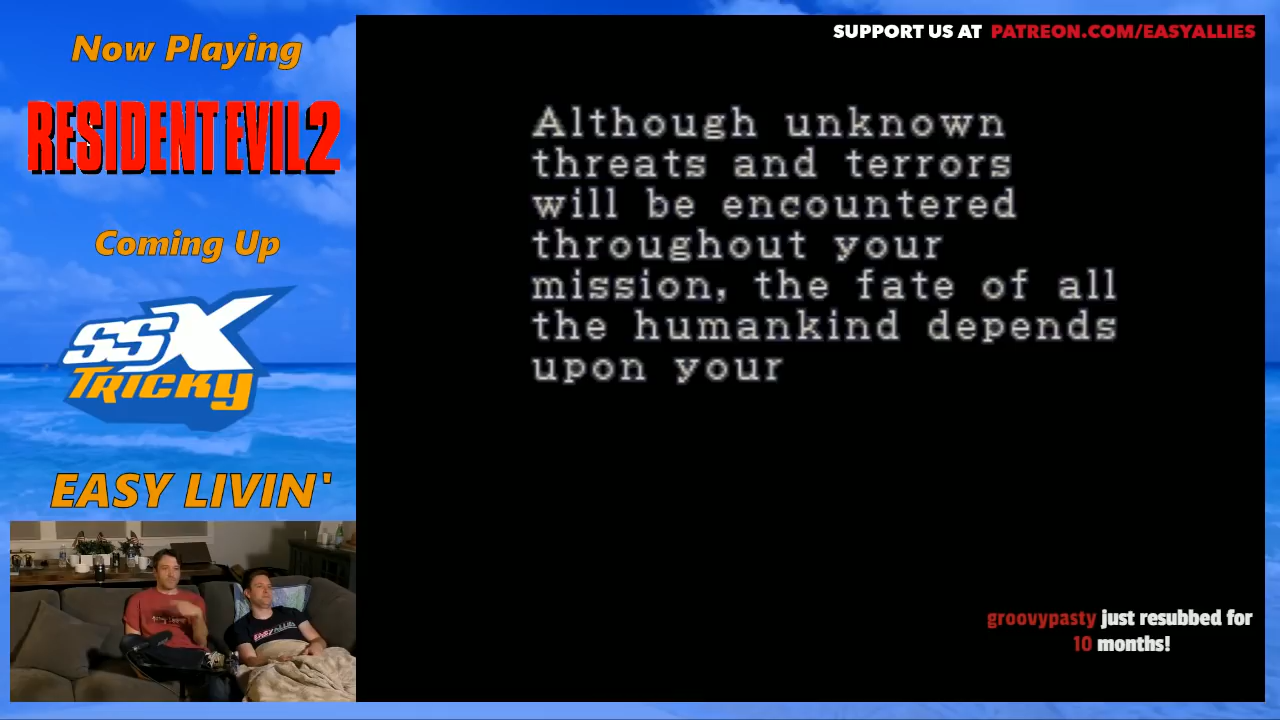 Now Playing
RESIDENT EVIL 2
Coming Up
SSX
TRICKY
EASY LIVIN'
SUPPORT US AT PATREON.COM/EASYALLIES
Although unknown
threats and terrors
will be encountered
throughout your
mission, the fate of all
the humankind depends
upon your
groovypasty just resubbed for
10 months!
EASY ALLIES